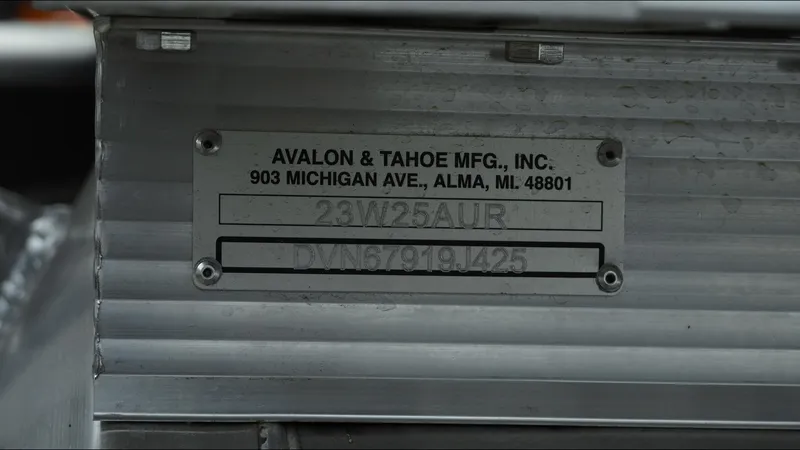 AVALON & TAHOE MFG., INC.
903 MICHIGAN AVE., ALMA, MI. 48801
23W25AUR
DVN67919J425